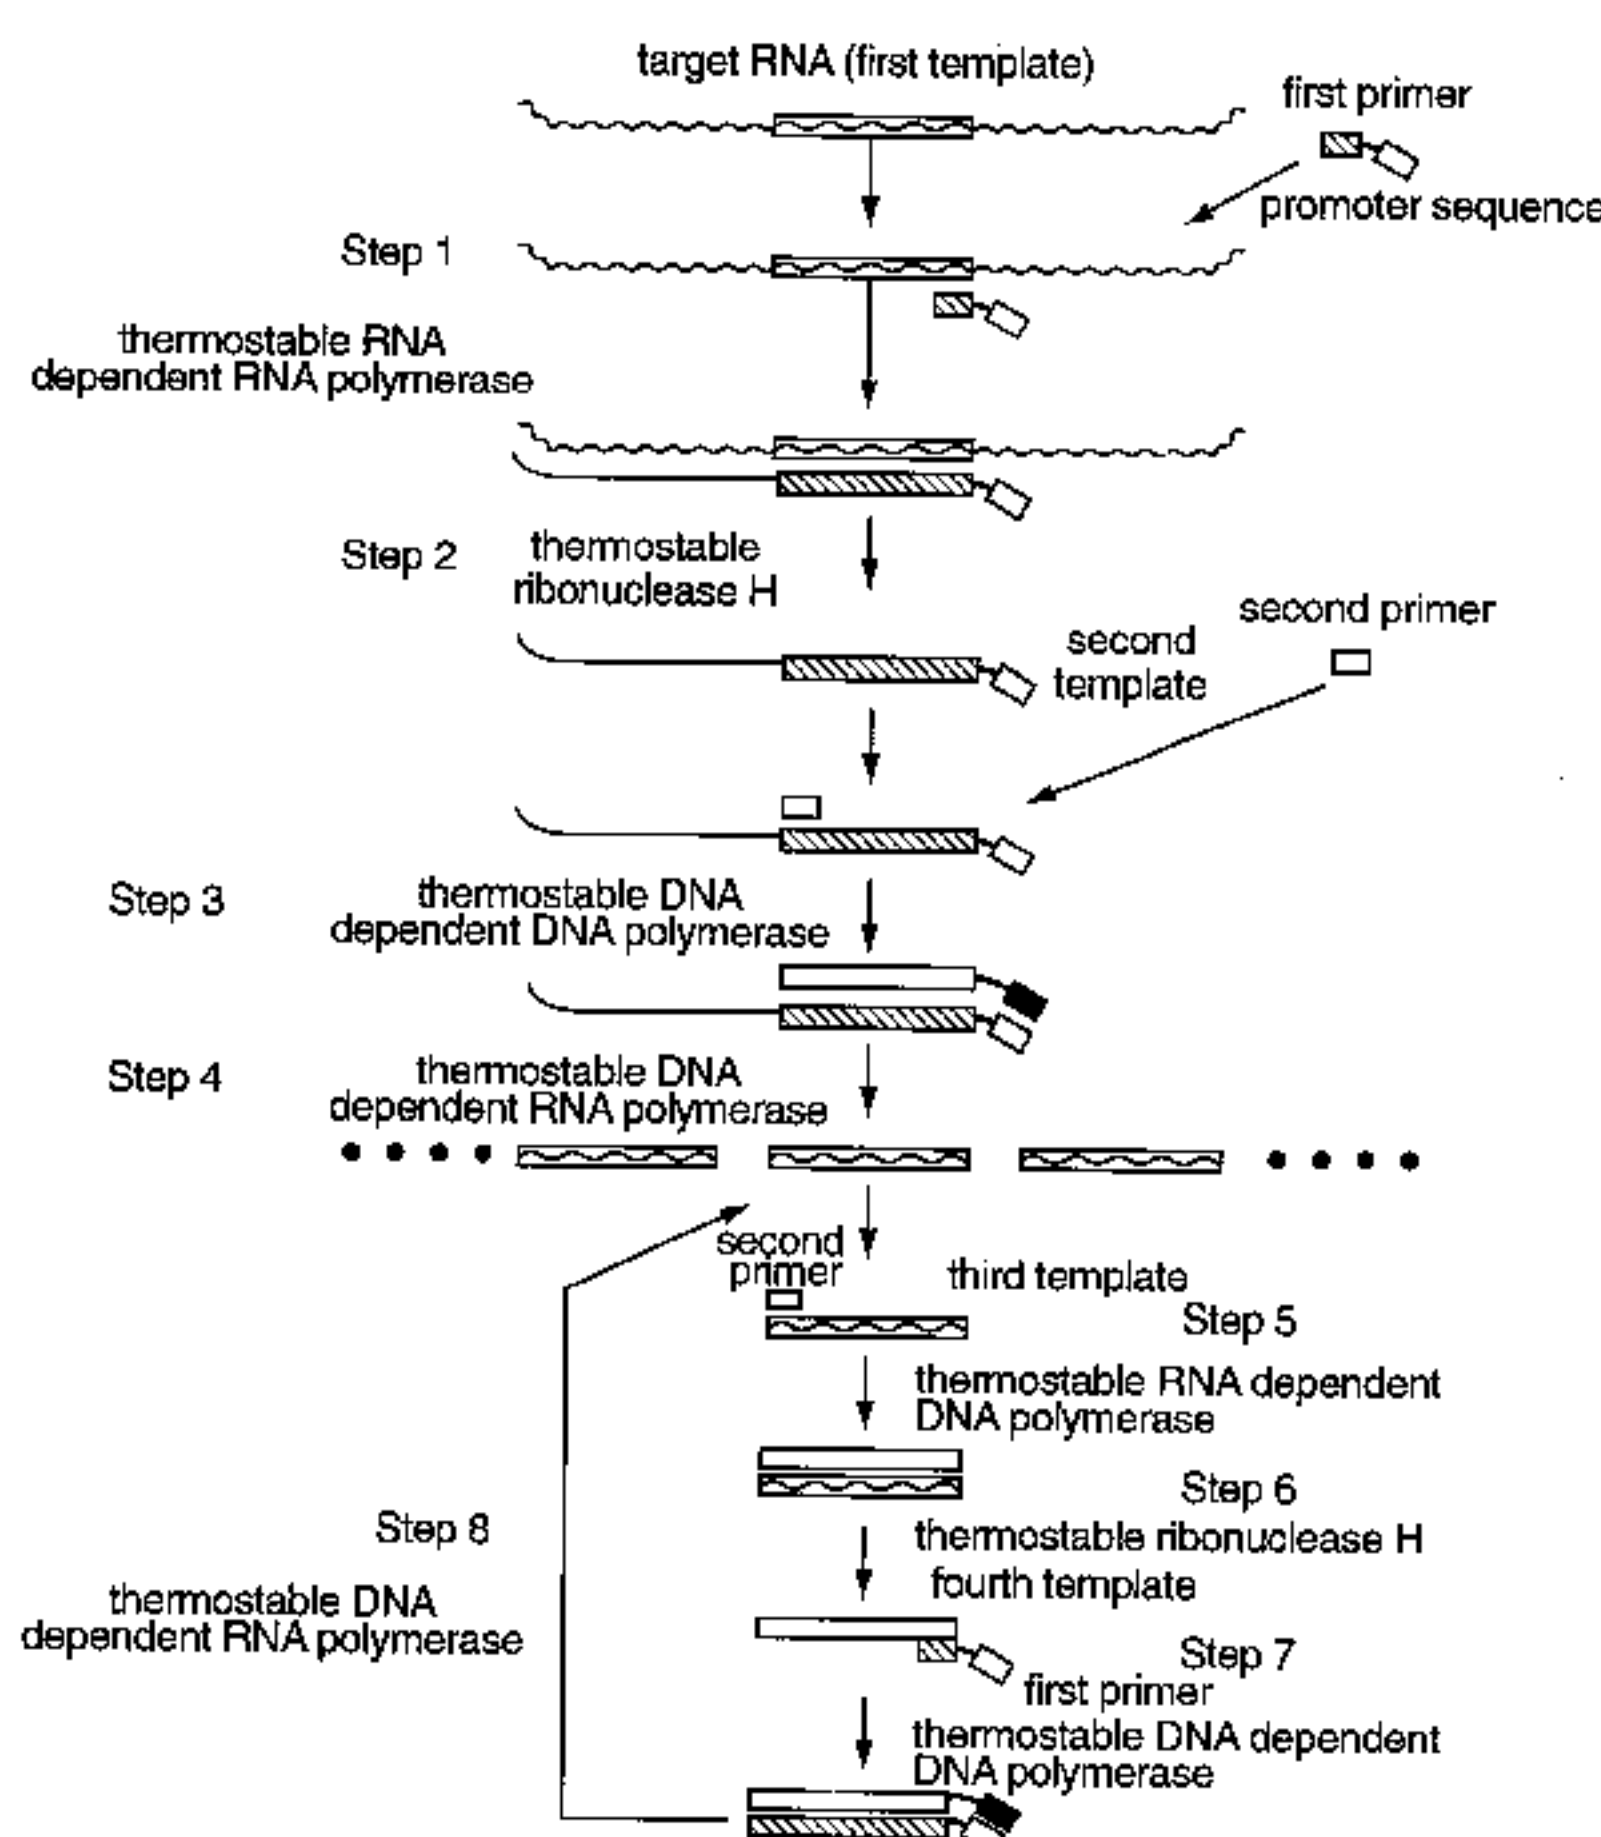 target RNA (first template)
first primer
promoter sequence
Step 1
thermostable RNA
dependent RNA polymerase
Step 2
thermostable
ribonuclease H
second primer
second
template
Step 3
thermostable DNA
dependent DNA polymerase
Step 4
thermostable DNA
dependent RNA polymerase
second
primer
third template
Step 5
thermostable RNA dependent
DNA polymerase
Step 6
thermostable ribonuclease H
fourth template
Step 8
thermostable DNA
dependent RNA polymerase
Step 7
first primer
thermostable DNA dependent
DNA polymerase